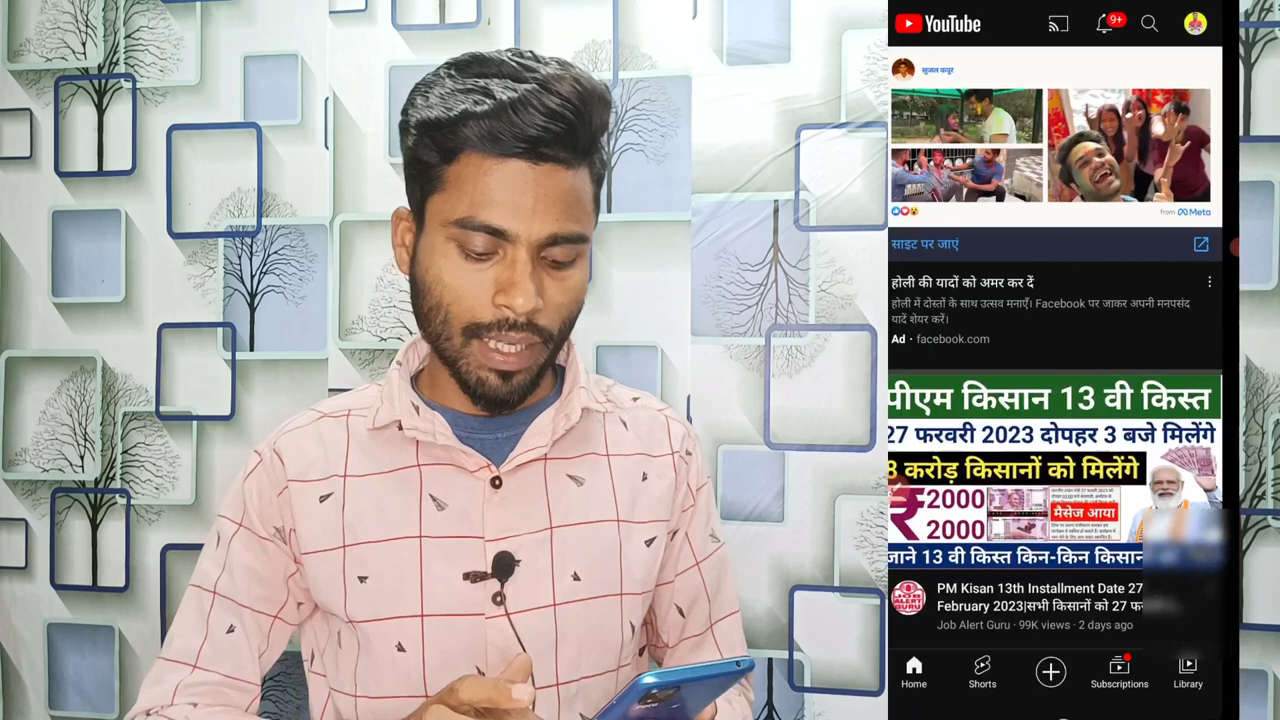 YouTube
9+
सुजल कपूर
from Meta
साइट पर जाएं
होली की यादों को अमर कर दें
होली में दोस्तों के साथ उत्सव मनाएँ। Facebook पर जाकर अपनी मनपसंद
यादें शेयर करें।
Ad · facebook.com
पीएम किसान 13 वी किस्त
27 फरवरी 2023 दोपहर 3 बजे मिलेंगे
8 करोड़ किसानों को मिलेंगे
₹2000
2000
मैसेज आया
जाने 13 वी किस्त किन-किन किसान
JOB ALERT GURU
PM Kisan 13th Installment Date 27
February 2023|सभी किसानों को 27 फ
Job Alert Guru · 99K views · 2 days ago
Home
Shorts
Subscriptions
Library